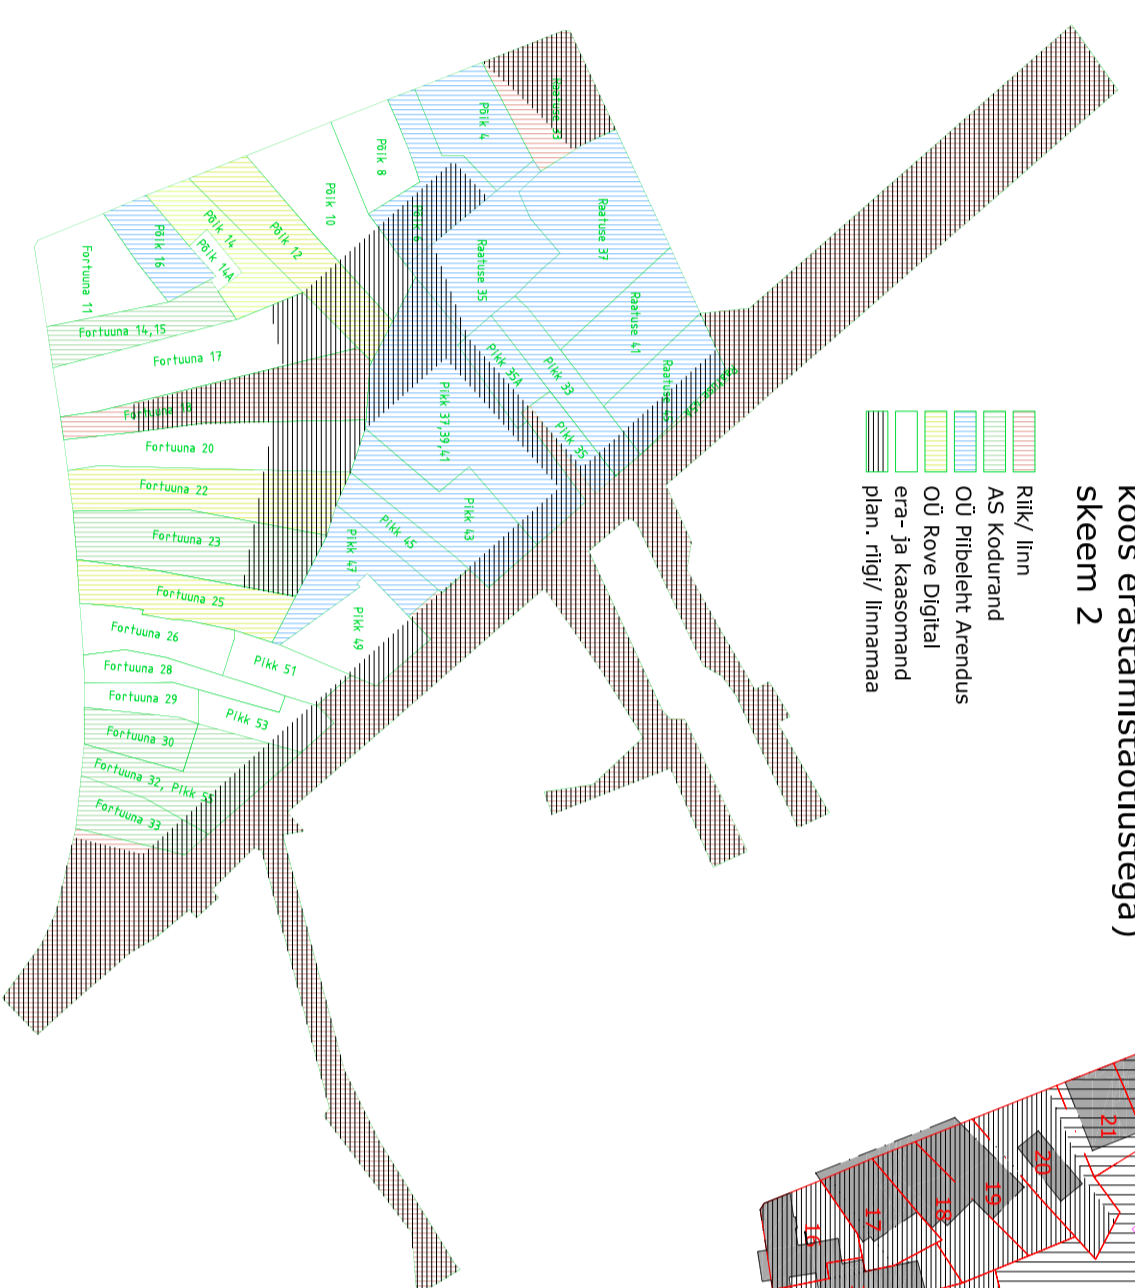 koos erastamistaotlustega)
skeem 2
Riik/ linn
AS Kodurand
OÜ Piibeleht Arendus
OÜ Rove Digital
era- ja kaasomand
plan. riigi/ linnamaa
Raatuse 33
Põik 4
Põik 8
Põik 6
Põik 10
Põik 12
Põik 14
Põik 14A
Põik 16
Raatuse 37
Raatuse 35
Raatuse 41
Pikk 33
Pikk 35A
Pikk 35
Pikk 37,39,41
Pikk 43
Pikk 45
Pikk 47
Pikk 49
Pikk 51
Pikk 53
Fortuuna 11
Fortuuna 14,15
Fortuuna 17
Fortuuna 18
Fortuuna 20
Fortuuna 22
Fortuuna 23
Fortuuna 25
Fortuuna 26
Fortuuna 28
Fortuuna 29
Fortuuna 30
Fortuuna 32, Pikk 55
Fortuuna 33
21
20
19
18
17
16